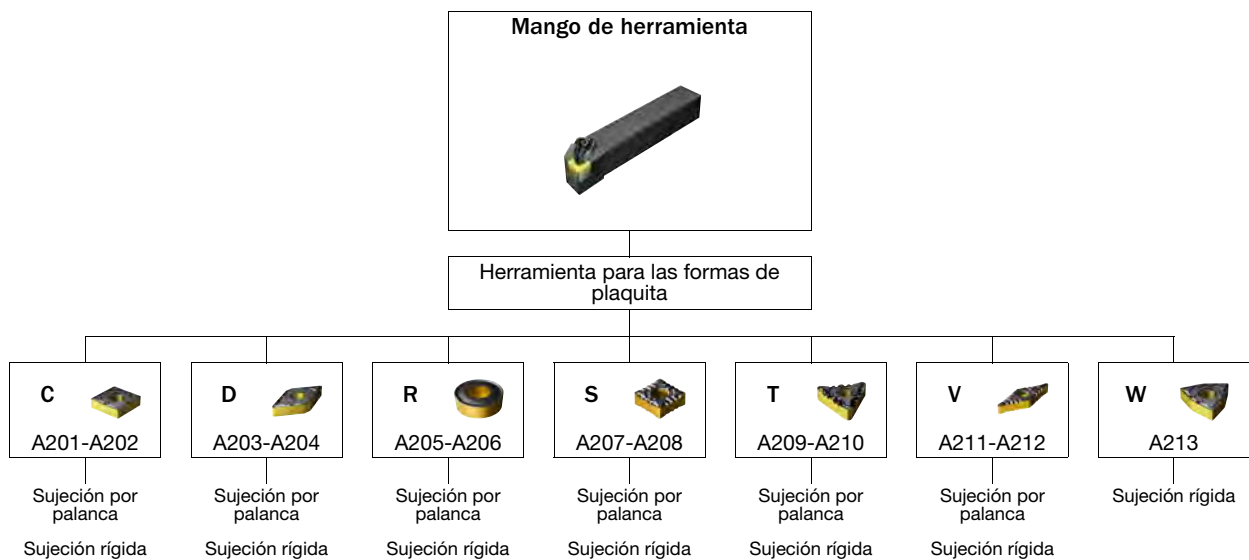 Mango de herramienta
Herramienta para las formas de
plaquita
C
D
R
S
T
V
W
A201-A202
A203-A204
A205-A206
A207-A208
A209-A210
A211-A212
A213
Sujeción por
palanca
Sujeción rígida
Sujeción por
palanca
Sujeción rígida
Sujeción por
palanca
Sujeción rígida
Sujeción por
palanca
Sujeción rígida
Sujeción por
palanca
Sujeción rígida
Sujeción por
palanca
Sujeción rígida
Sujeción rígida